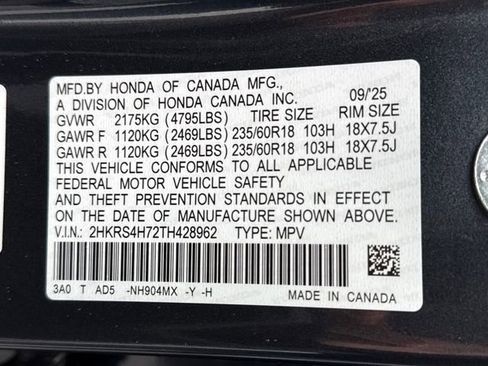 MFD.BY HONDA OF CANADA MFG., 09/'25
A DIVISION OF HONDA CANADA INC.
GVWR 2175KG (4795LBS) TIRE SIZE RIM SIZE
GAWR F 1120KG (2469LBS) 235/60R18 103H 18X7.5J
GAWR R 1120KG (2469LBS) 235/60R18 103H 18X7.5J
THIS VEHICLE CONFORMS TO ALL APPLICABLE
FEDERAL MOTOR VEHICLE SAFETY
AND THEFT PREVENTION STANDARDS IN EFFECT
ON THE DATE OF MANUFACTURE SHOWN ABOVE.
V.I.N.: 2HKRS4H72TH428962 TYPE: MPV
3A0 T AD5 -NH904MX -Y -H MADE IN CANADA